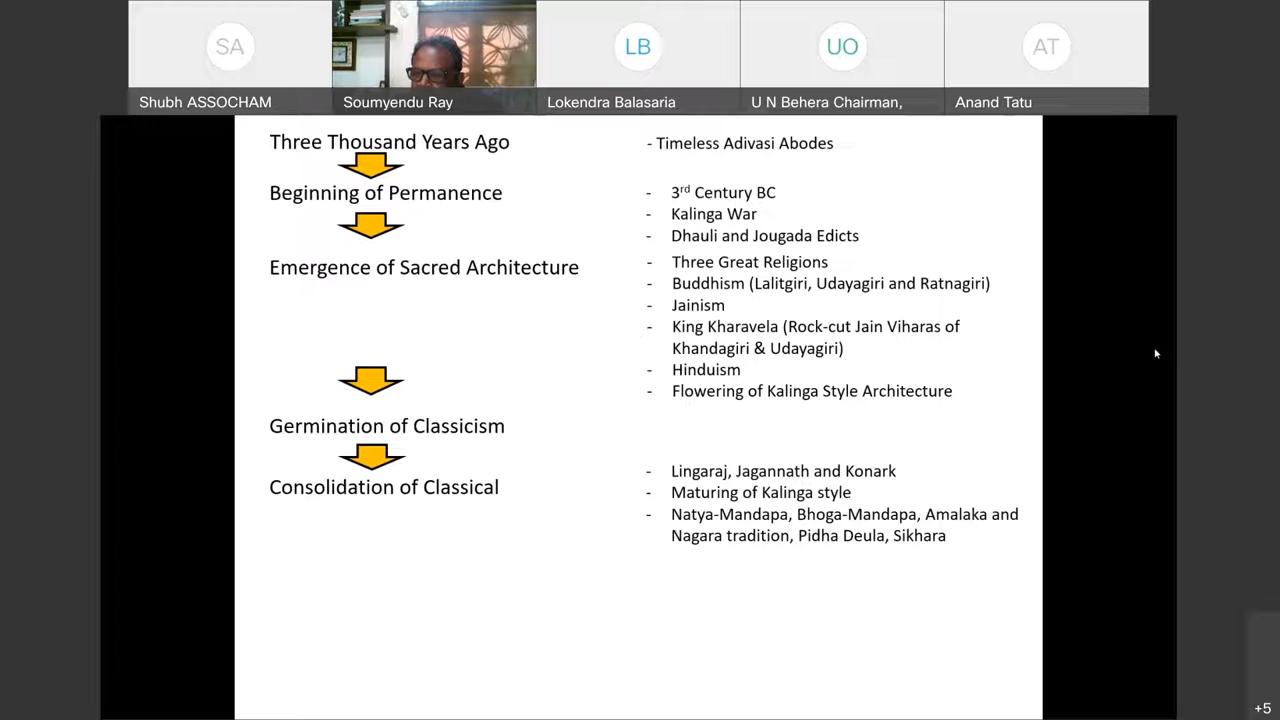 SA
LB
UO
AT
Shubh ASSOCHAM
Soumyendu Ray
Lokendra Balasaria
U N Behera Chairman,
Anand Tatu
Three Thousand Years Ago
- Timeless Adivasi Abodes
Beginning of Permanence
- 3rd Century BC
- Kalinga War
- Dhauli and Jougada Edicts
Emergence of Sacred Architecture
- Three Great Religions
- Buddhism (Lalitgiri, Udayagiri and Ratnagiri)
- Jainism
- King Kharavela (Rock-cut Jain Viharas of
Khandagiri & Udayagiri)
- Hinduism
- Flowering of Kalinga Style Architecture
Germination of Classicism
Consolidation of Classical
- Lingaraj, Jagannath and Konark
- Maturing of Kalinga style
- Natya-Mandapa, Bhoga-Mandapa, Amalaka and
Nagara tradition, Pidha Deula, Sikhara
+5